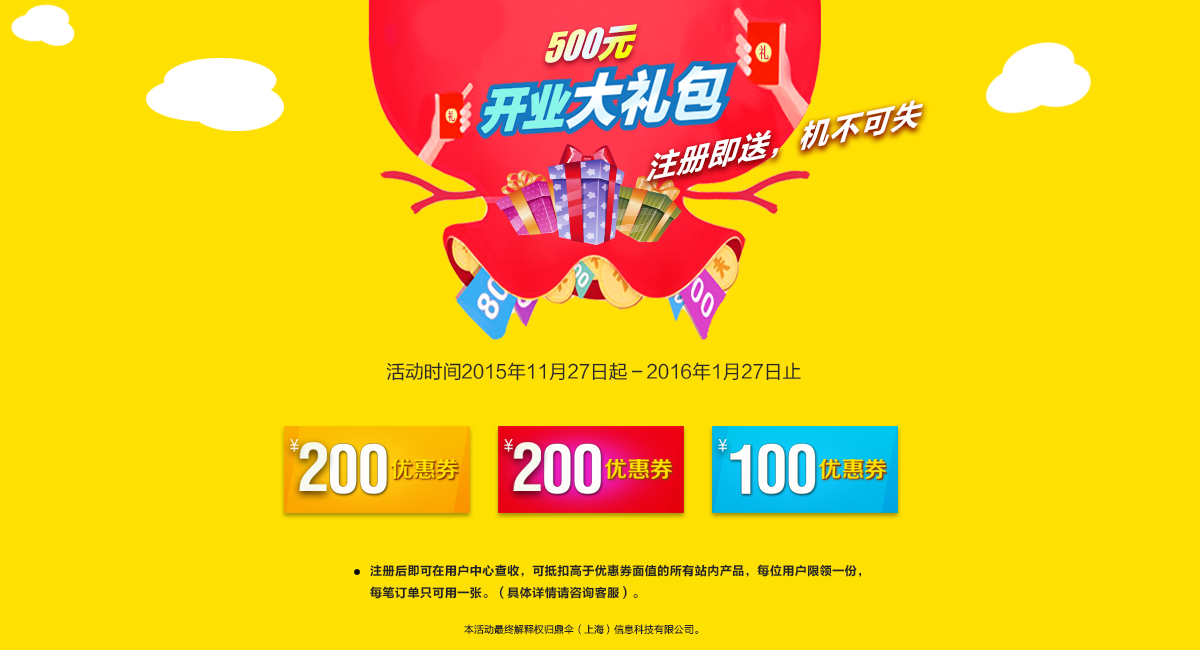 500元
礼
开业大礼包
礼
注册即送，机不可失
80
00
00
活动时间2015年11月27日起－2016年1月27日止
¥200优惠券
¥200优惠券
¥100优惠券
● 注册后即可在用户中心查收，可抵扣高于优惠券面值的所有站内产品，每位用户限领一份，
每笔订单只可用一张。（具体详情请咨询客服）。
本活动最终解释权归鼎伞（上海）信息科技有限公司。